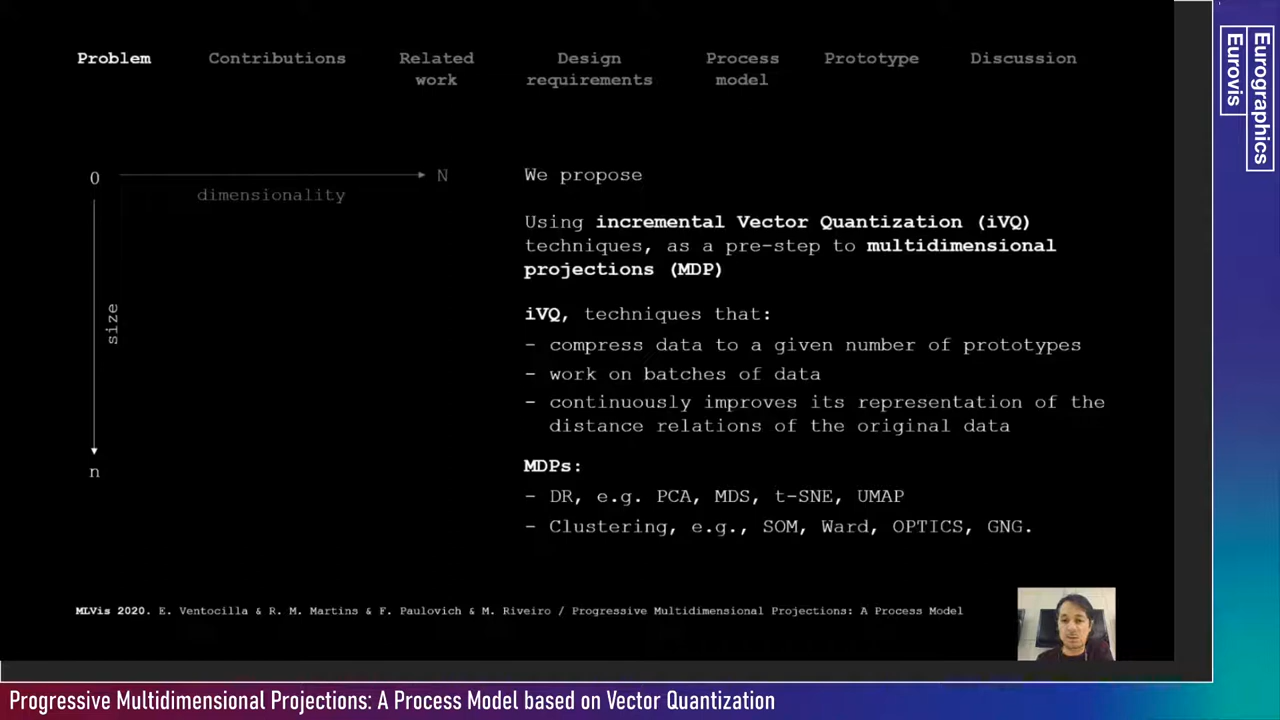 Problem
Contributions
Related
work
Design
requirements
Process
model
Prototype
Discussion
Eurographics
Eurovis
0
N
dimensionality
size
n
We propose
Using incremental Vector Quantization (iVQ)
techniques, as a pre-step to multidimensional
projections (MDP)
iVQ, techniques that:
- compress data to a given number of prototypes
- work on batches of data
- continuously improves its representation of the
distance relations of the original data
MDPs:
- DR, e.g. PCA, MDS, t-SNE, UMAP
- Clustering, e.g., SOM, Ward, OPTICS, GNG.
MLVis 2020. E. Ventocilla & R. M. Martins & F. Paulovich & M. Riveiro / Progressive Multidimensional Projections: A Process Model
Progressive Multidimensional Projections: A Process Model based on Vector Quantization